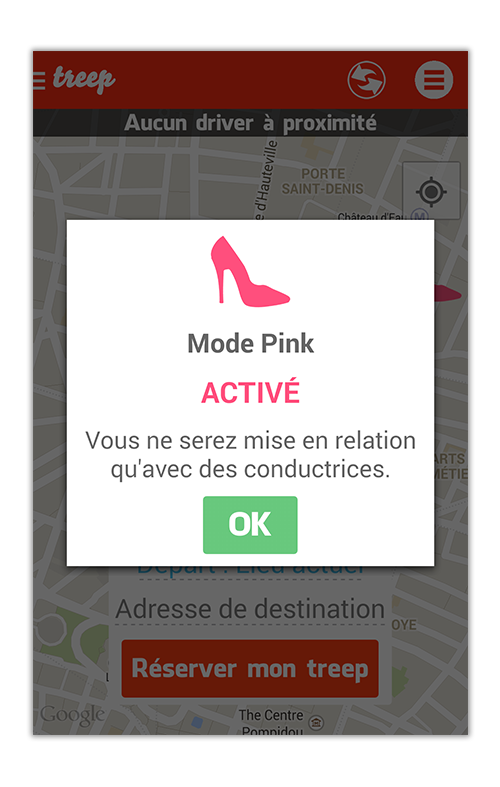 treep
Aucun driver à proximité
d'Hauteville
PORTE
SAINT-DENIS
Château d'Eau
M
Mode Pink
ACTIVÉ
Vous ne serez mise en relation
qu'avec des conductrices.
ARTS
MÉTIE
OK
Départ : Lieu actuel
Adresse de destination
OYE
Réserver mon treep
Google
The Centre
Pompidou